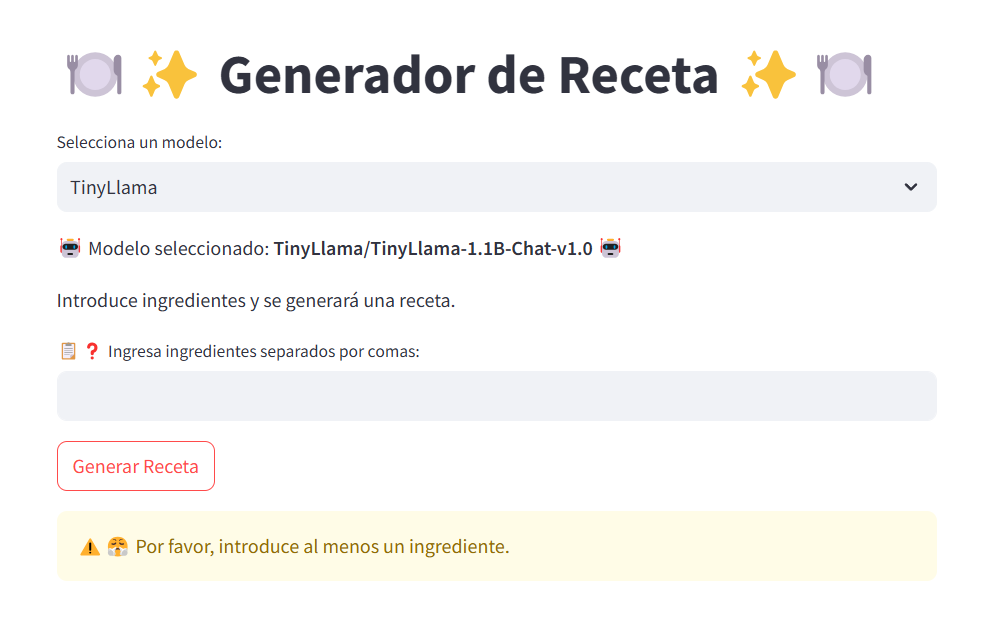 🍽️ ✨ Generador de Receta ✨ 🍽️
Selecciona un modelo:
TinyLlama
🤖 Modelo seleccionado: TinyLlama/TinyLlama-1.1B-Chat-v1.0 🤖
Introduce ingredientes y se generará una receta.
📋 ❓ Ingresa ingredientes separados por comas:
Generar Receta
⚠️ 😤 Por favor, introduce al menos un ingrediente.